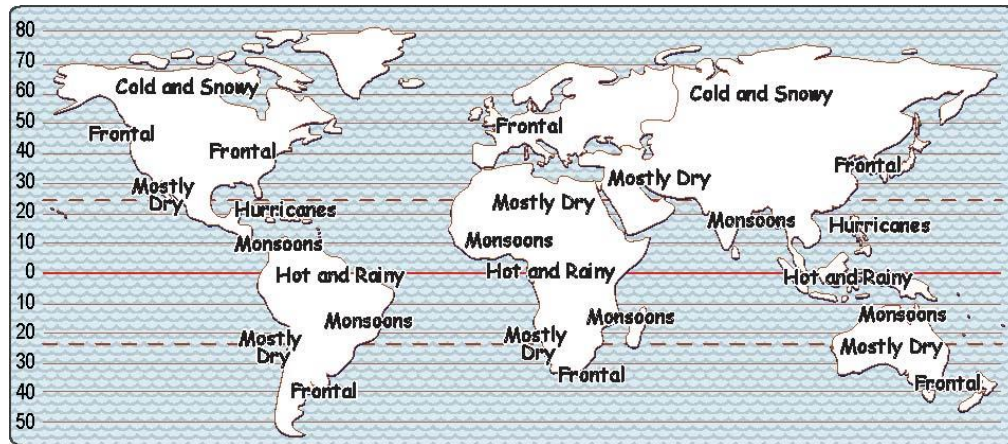 80
70
Cold and Snowy
Cold and Snowy
60
50
Frontal
Frontal
Frontal
40
Frontal
Mostly
Dry
Mostly Dry
30
Mostly Dry
Hurricanes
20
Monsoons
Hurricanes
Monsoons
Monsoons
10
0
Hot and Rainy
Hot and Rainy
Hot and Rainy
10
Monsoons
Monsoons
Monsoons
20
Mostly
Dry
Mostly
Dry
Mostly Dry
30
Frontal
Frontal
Frontal
40
50